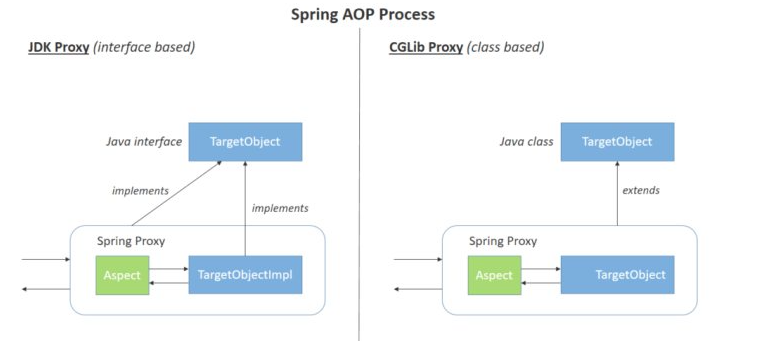 Spring AOP Process
JDK Proxy (interface based)
Java interface
TargetObject
implements
implements
Spring Proxy
Aspect
TargetObjectImpl
CGLib Proxy (class based)
Java class
TargetObject
extends
Spring Proxy
Aspect
TargetObject